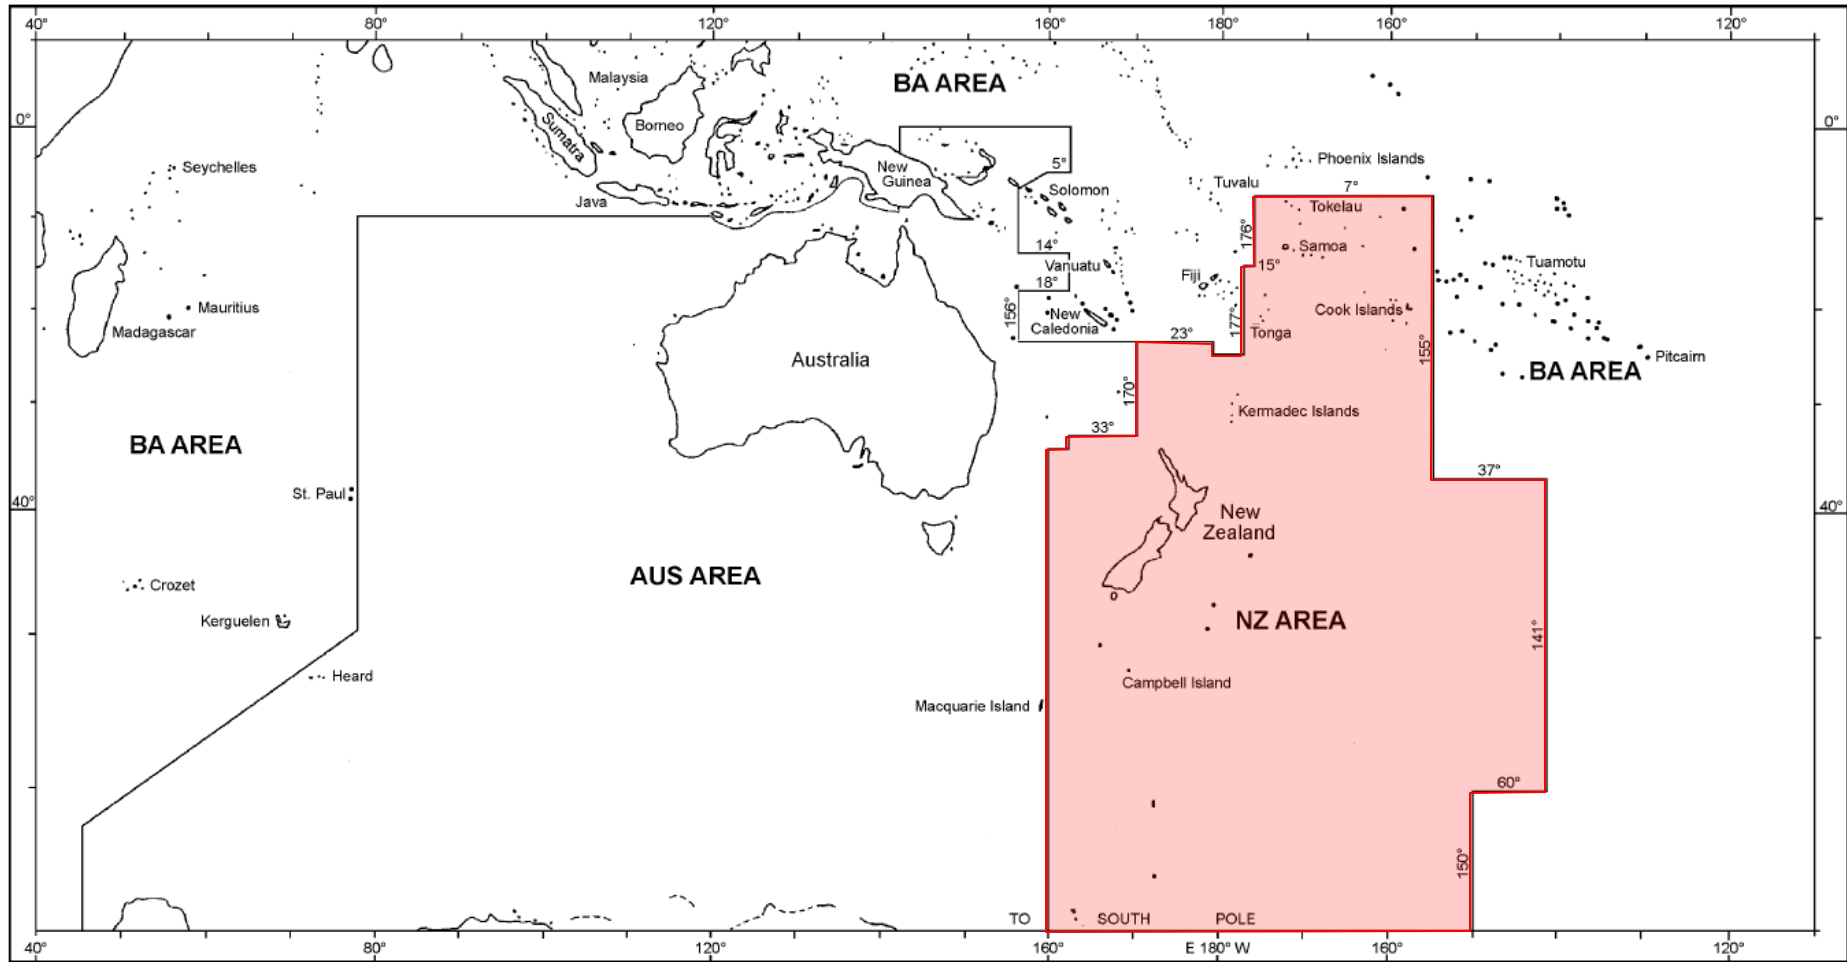 40°
80°
120°
160°
180°
160°
120°
Malaysia
BA AREA
0°
Sumatra
Borneo
0°
Seychelles
New
Guinea
5°
Phoenix Islands
Java
Solomon
Tuvalu
7°
Tokelau
176°
14°
Samoa
Vanuatu
15°
Fiji
Tuamotu
18°
Mauritius
156°
New
Caledonia
177°
Cook Islands
Madagascar
23°
Tonga
155°
Australia
Pitcairn
BA AREA
170°
Kermadec Islands
33°
BA AREA
37°
St. Paul
40°
40°
New
Zealand
AUS AREA
Crozet
Kerguelen
NZ AREA
141°
Heard
Campbell Island
Macquarie Island
60°
150°
TO SOUTH POLE
40°
80°
120°
160°
E 180° W
160°
120°